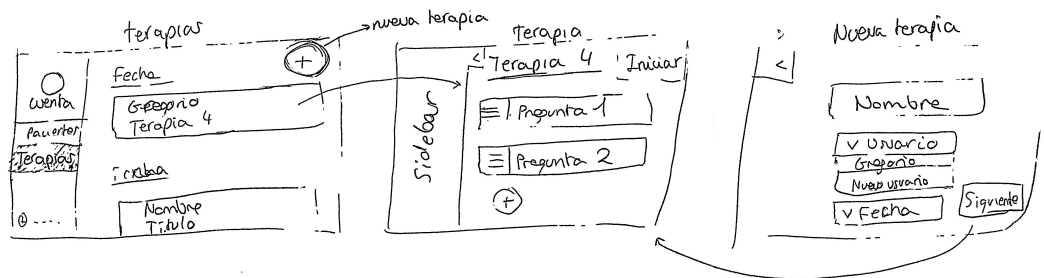 terapias
nueva terapia
+
Cuenta
Pacientes
Terapias
Fecha
Gregorio
Terapia 4
Nombre
Título
Terapia
Sidebar
<
Terapia 4
Iniciar
Pregunta 1
Pregunta 2
+
Nueva terapia
<
Nombre
v Usuario
Gregorio
Nuevo usuario
v Fecha
Siguiente